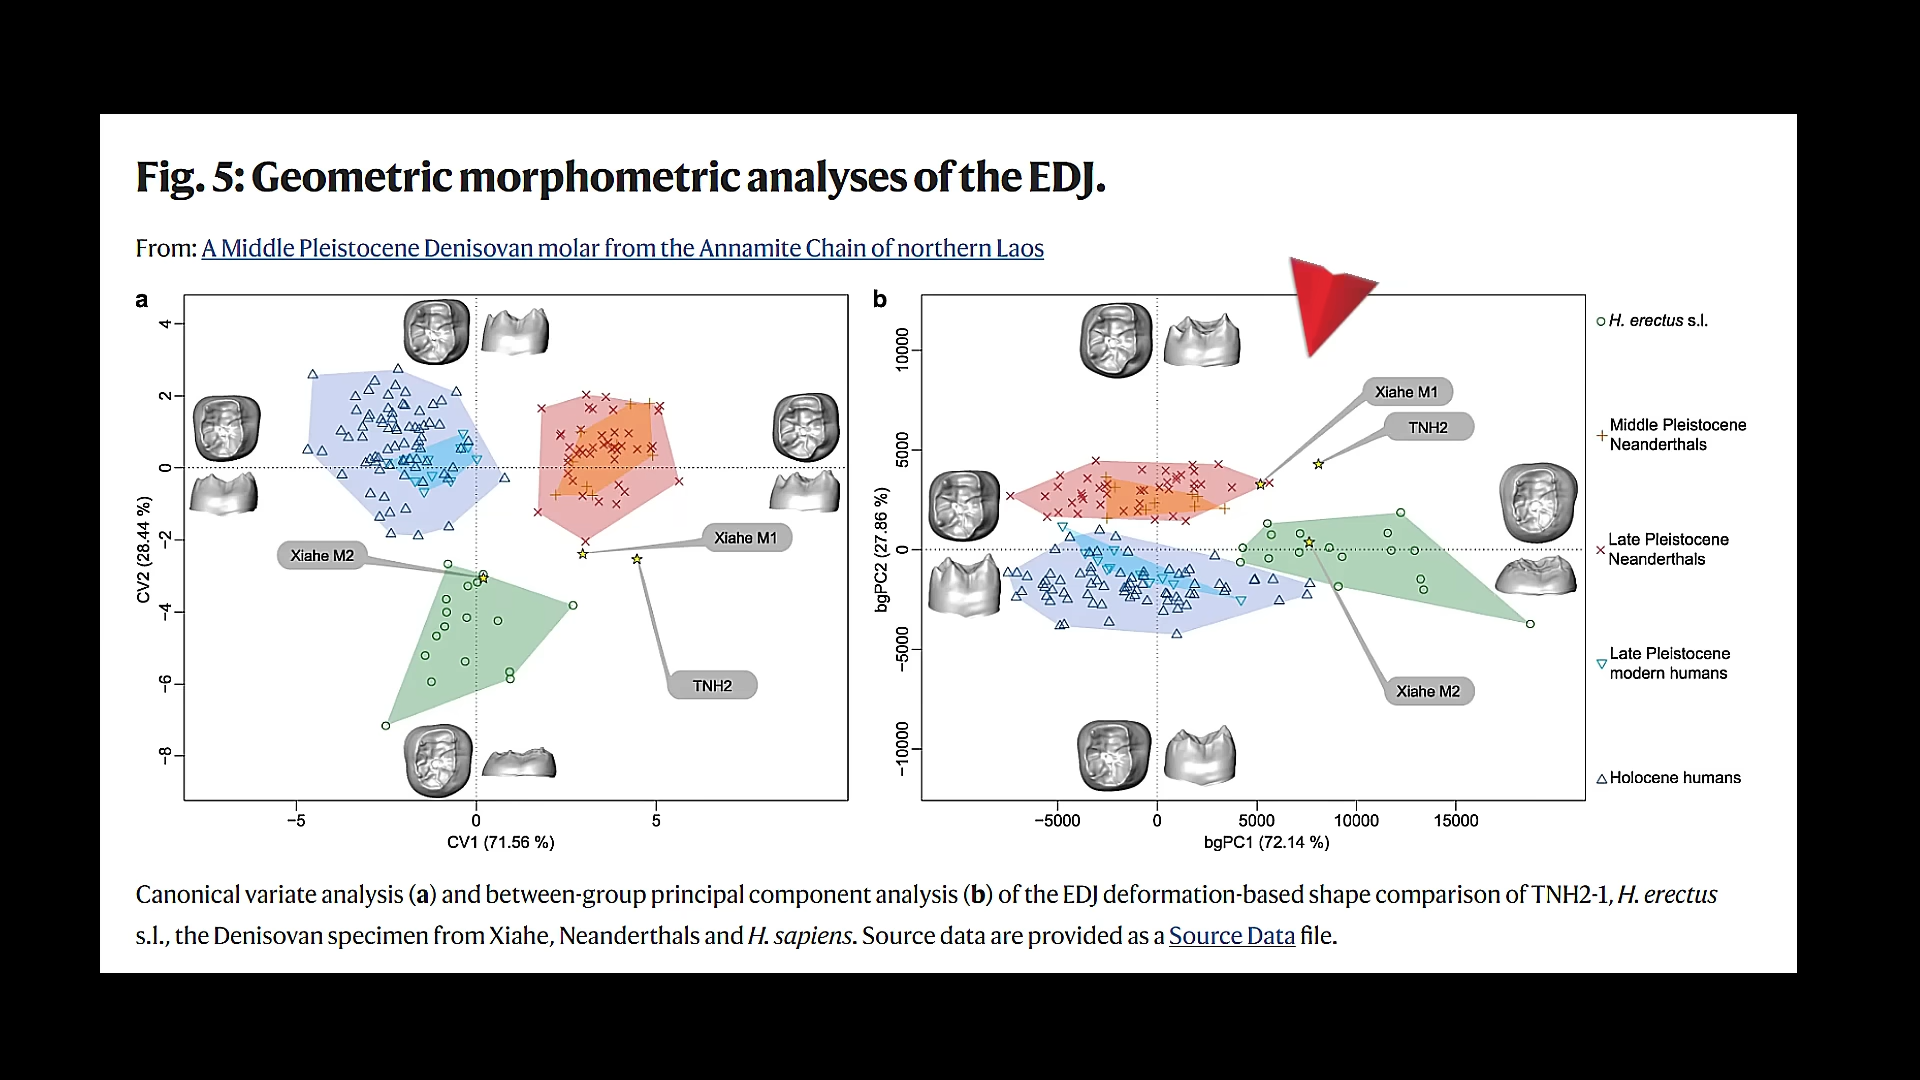 Fig. 5: Geometric morphometric analyses of the EDJ.
From: A Middle Pleistocene Denisovan molar from the Annamite Chain of northern Laos
a
4
2
0
−2
−4
−6
−8
CV2 (28.44 %)
Xiahe M2
Xiahe M1
TNH2
−5
0
5
CV1 (71.56 %)
b
10000
5000
0
−5000
−10000
bgPC2 (27.86 %)
Xiahe M1
TNH2
Xiahe M2
−5000
0
5000
10000
15000
bgPC1 (72.14 %)
H. erectus s.l.
Middle Pleistocene
Neanderthals
Late Pleistocene
Neanderthals
Late Pleistocene
modern humans
Holocene humans
Canonical variate analysis (a) and between-group principal component analysis (b) of the EDJ deformation-based shape comparison of TNH2-1, H. erectus
s.l., the Denisovan specimen from Xiahe, Neanderthals and H. sapiens. Source data are provided as a Source Data file.